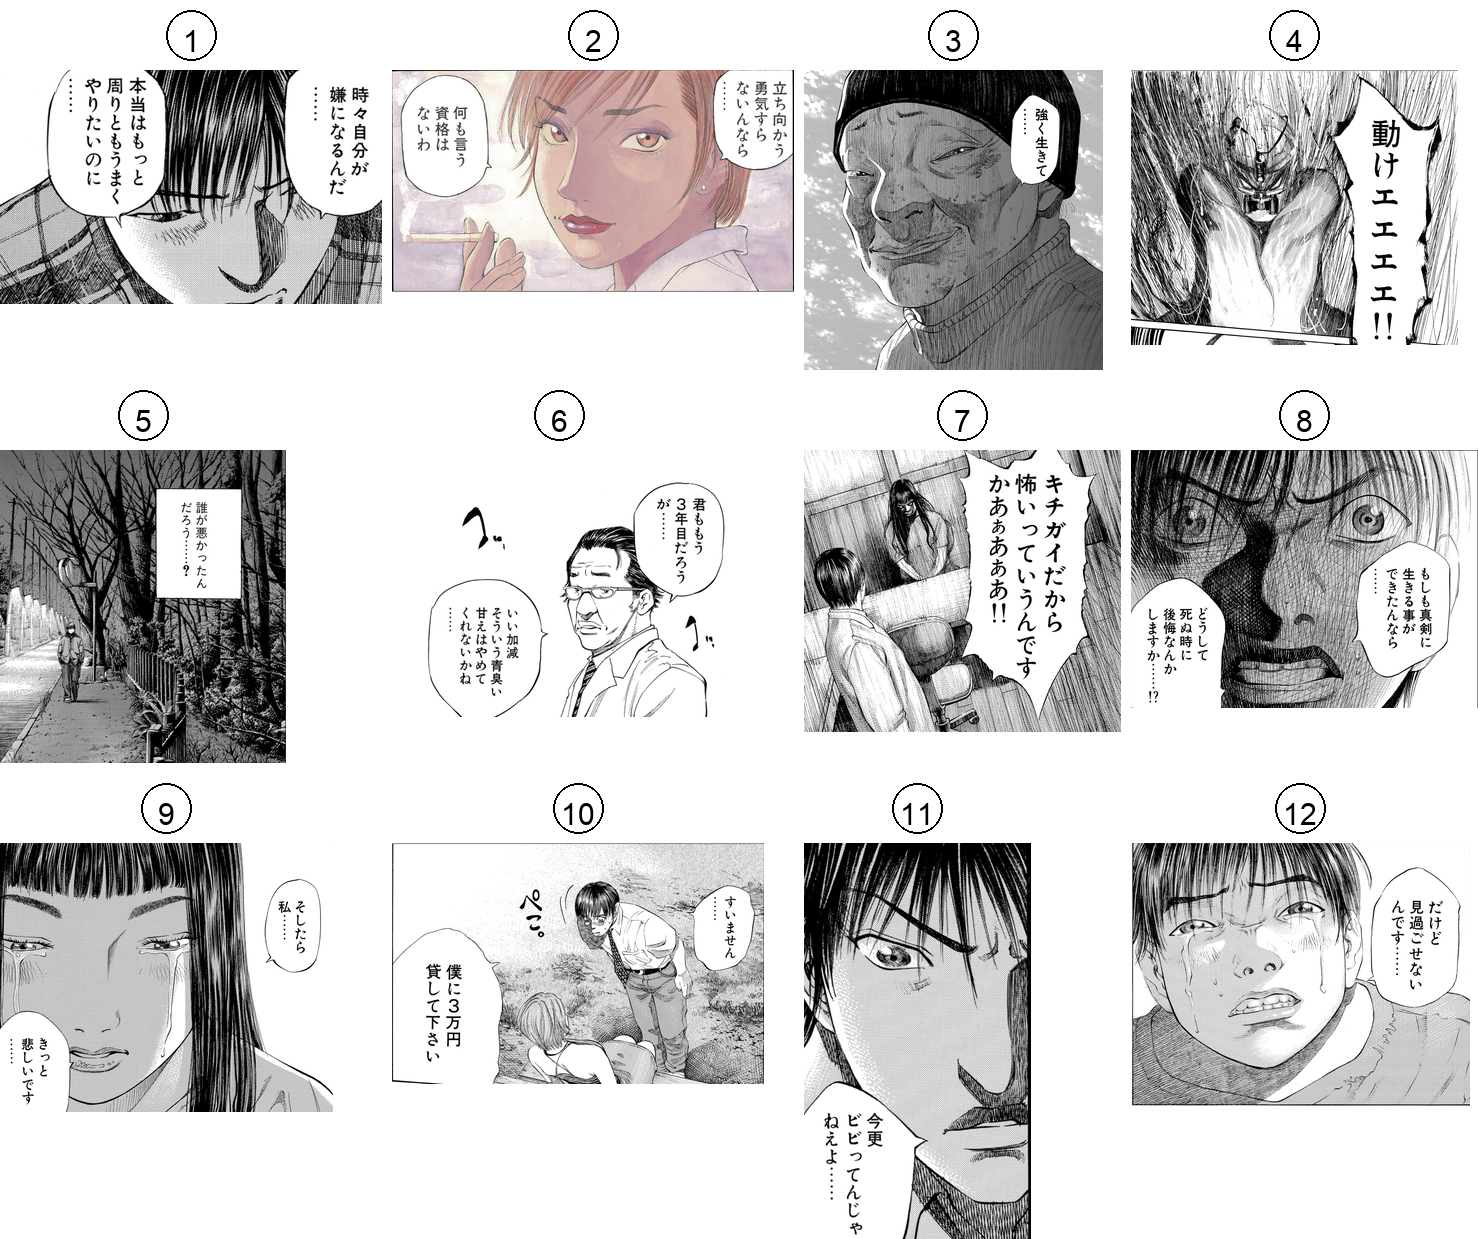 1
時々自分が
嫌になるんだ
……
本当はもっと
周りともうまく
やりたいのに
……
2
立ち向かう
勇気すら
ないんなら
……
何も言う
資格は
ないわ
3
強く生きて
……
4
動けエエエエ!!
5
誰が悪かったん
だろう……?
6
君ももう
3年目だろう
が……
いい加減
そういう青臭い
甘えはやめて
くれないかね
……
7
キチガイだから
怖いっていうんです
かあぁあああ!!
8
もしも真剣に
生きる事が
できたんなら
……
どうして
死ぬ時に
後悔なんか
しますか……!?
9
そしたら
私……
きっと
悲しいです
……
10
すいません
……
ぺこ。
僕に3万円
貸して下さい
11
今更
ビビってんじゃ
ねえよ……
12
だけど
見過ごせない
んです……